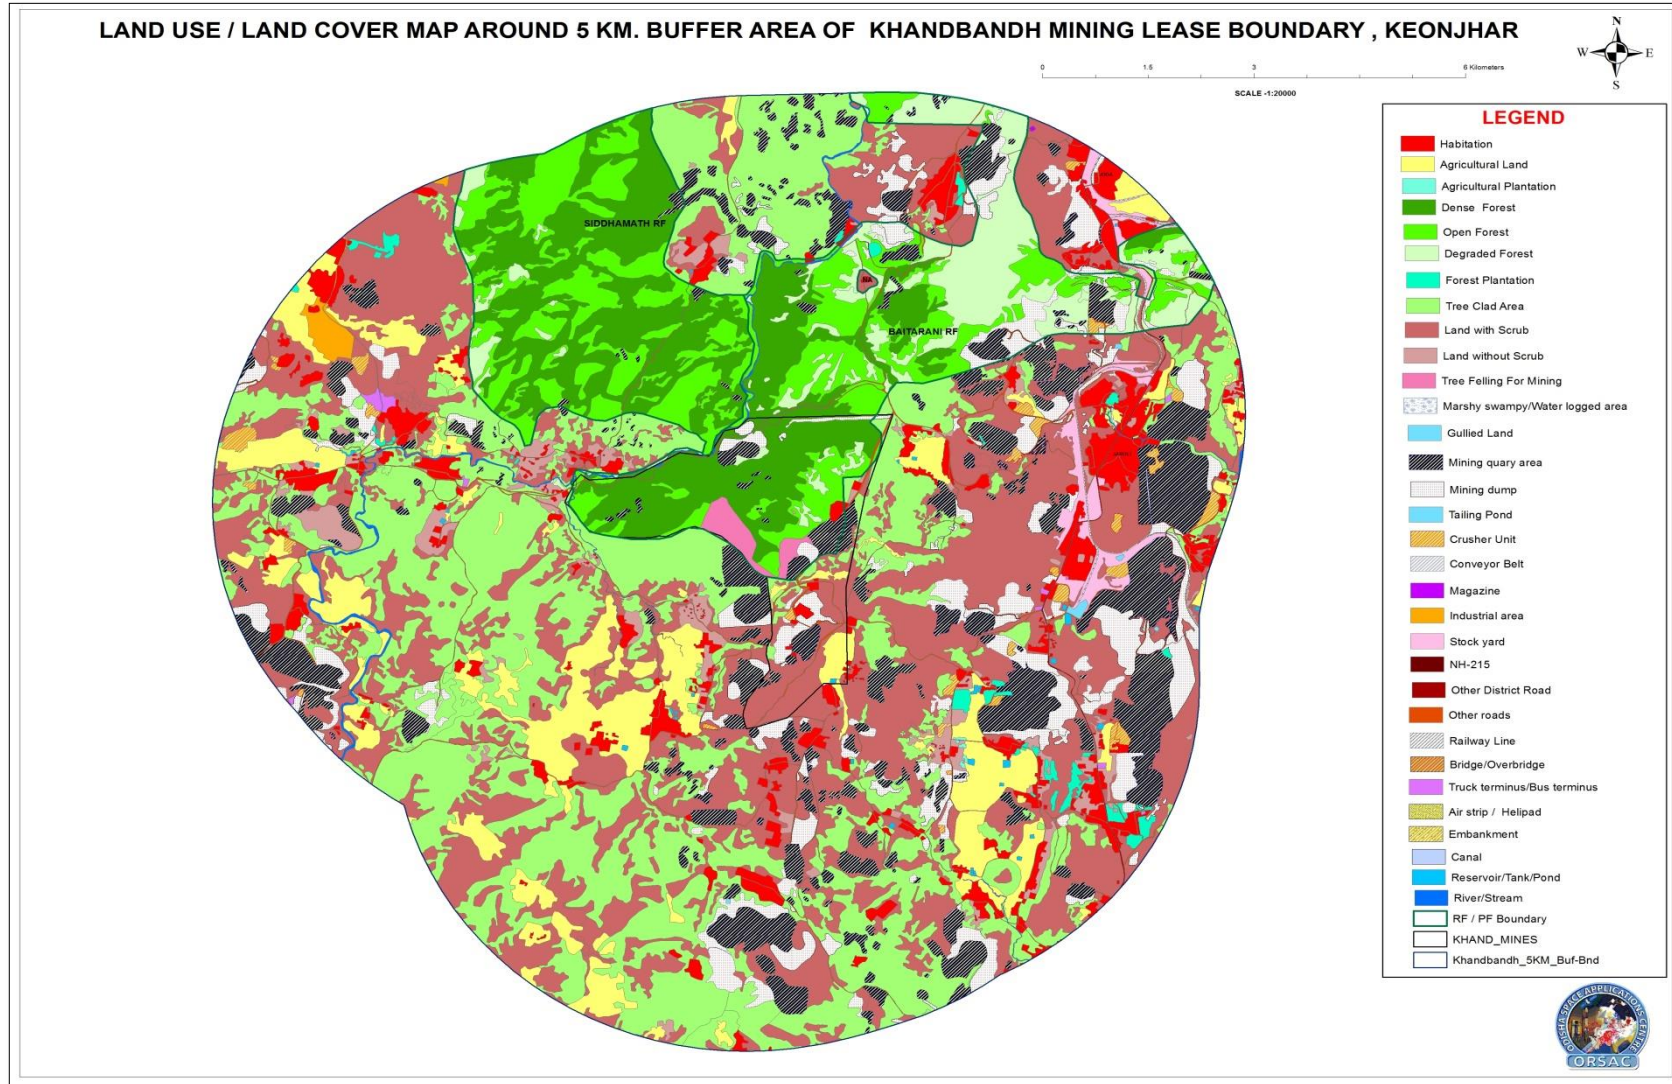 LAND USE / LAND COVER MAP AROUND 5 KM. BUFFER AREA OF KHANDBANDH MINING LEASE BOUNDARY , KEONJHAR
N
W E
S
0 1.5 3 6 Kilometers
SCALE -1:20000
SIDDHAMATH RF
BAITARANI RF
NA
LEGEND
Habitation
Agricultural Land
Agricultural Plantation
Dense Forest
Open Forest
Degraded Forest
Forest Plantation
Tree Clad Area
Land with Scrub
Land without Scrub
Tree Felling For Mining
Marshy swampy/Water logged area
Gullied Land
Mining quary area
Mining dump
Tailing Pond
Crusher Unit
Conveyor Belt
Magazine
Industrial area
Stock yard
NH-215
Other District Road
Other roads
Railway Line
Bridge/Overbridge
Truck terminus/Bus terminus
Air strip / Helipad
Embankment
Canal
Reservoir/Tank/Pond
River/Stream
RF / PF Boundary
KHAND_MINES
Khandbandh_5KM_Buf-Bnd
ODISHA SPACE APPLICATIONS CENTRE
ORSAC